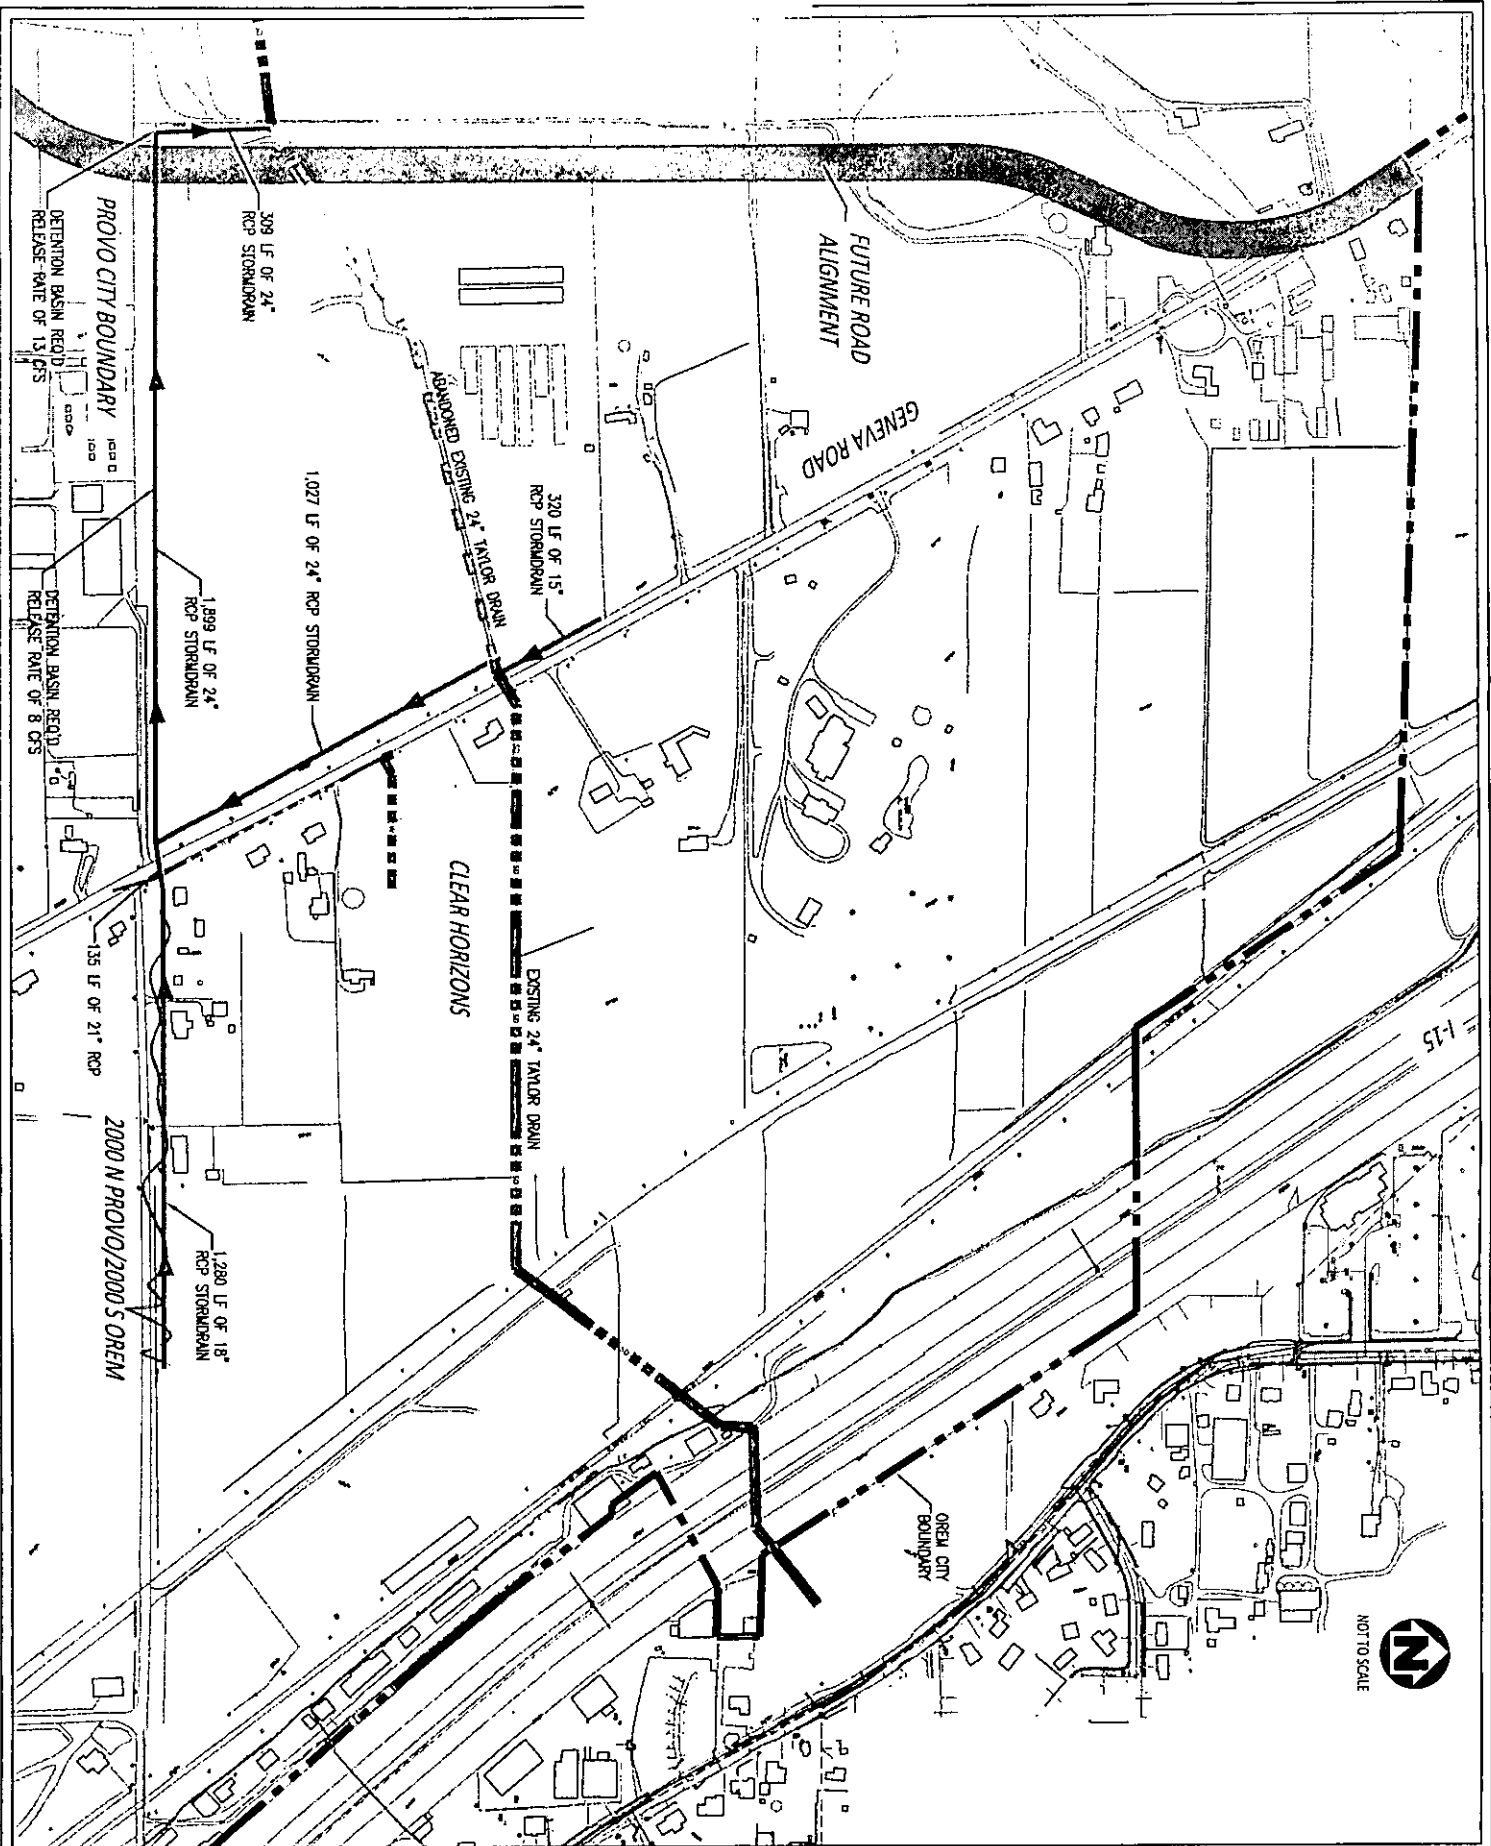 N
NOT TO SCALE
I-15
OREM CITY
BOUNDARY
FUTURE ROAD
ALIGNMENT
GENEVA ROAD
320 LF OF 15"
RCP STORMDRAIN
ABANDONED EXISTING 24" TAYLOR DRAIN
EXISTING 24" TAYLOR DRAIN
CLEAR HORIZONS
1,027 LF OF 24" RCP STORMDRAIN
309 LF OF 24"
RCP STORMDRAIN
1,899 LF OF 24"
RCP STORMDRAIN
1,280 LF OF 18"
RCP STORMDRAIN
PROVO CITY BOUNDARY
135 LF OF 21" RCP
2000 N PROVO/2000 S OREM
DETENTION BASIN REQ'D
RELEASE RATE OF 13 CFS
DETENTION BASIN REQ'D
RELEASE RATE OF 8 CFS